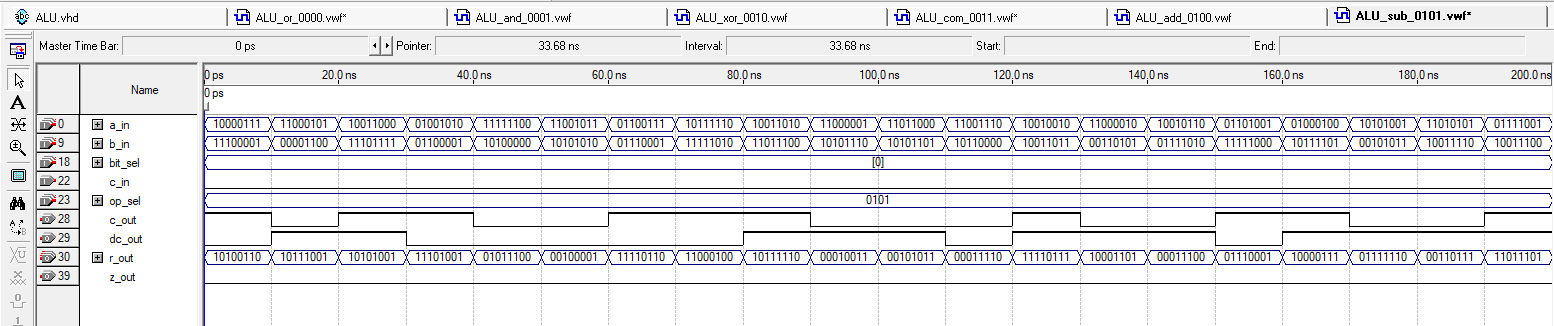 ALU.vhd ALU_or_0000.vwf* ALU_and_0001.vwf ALU_xor_0010.vwf ALU_com_0011.vwf* ALU_add_0100.vwf ALU_sub_0101.vwf*
Master Time Bar: 0 ps Pointer: 33.68 ns Interval: 33.68 ns Start: End:
Name 0 ps 20.0 ns 40.0 ns 60.0 ns 80.0 ns 100.0 ns 120.0 ns 140.0 ns 160.0 ns 180.0 ns 200.0 ns
0 ps
0 a_in 10000111 11000101 10011000 01001010 11111100 11001011 01100111 10111110 10011010 11000001 11011000 11001110 10010010 11000010 10010110 01101001 01000100 10101001 11010101 01111001
9 b_in 11100001 00001100 11101111 01100001 10100000 10101010 01110001 11111010 11011100 10101110 10101101 10110000 10011011 00110101 01111010 11111000 10111101 00101011 10011110 10011100
18 bit_sel [0]
22 c_in
23 op_sel 0101
28 c_out
29 dc_out
30 r_out 10100110 10111001 10101001 11101001 01011100 00100001 11110110 11000100 10111110 00010011 00101011 00011110 11110111 10001101 00011100 01110001 10000111 01111110 00110111 11011101
39 z_out